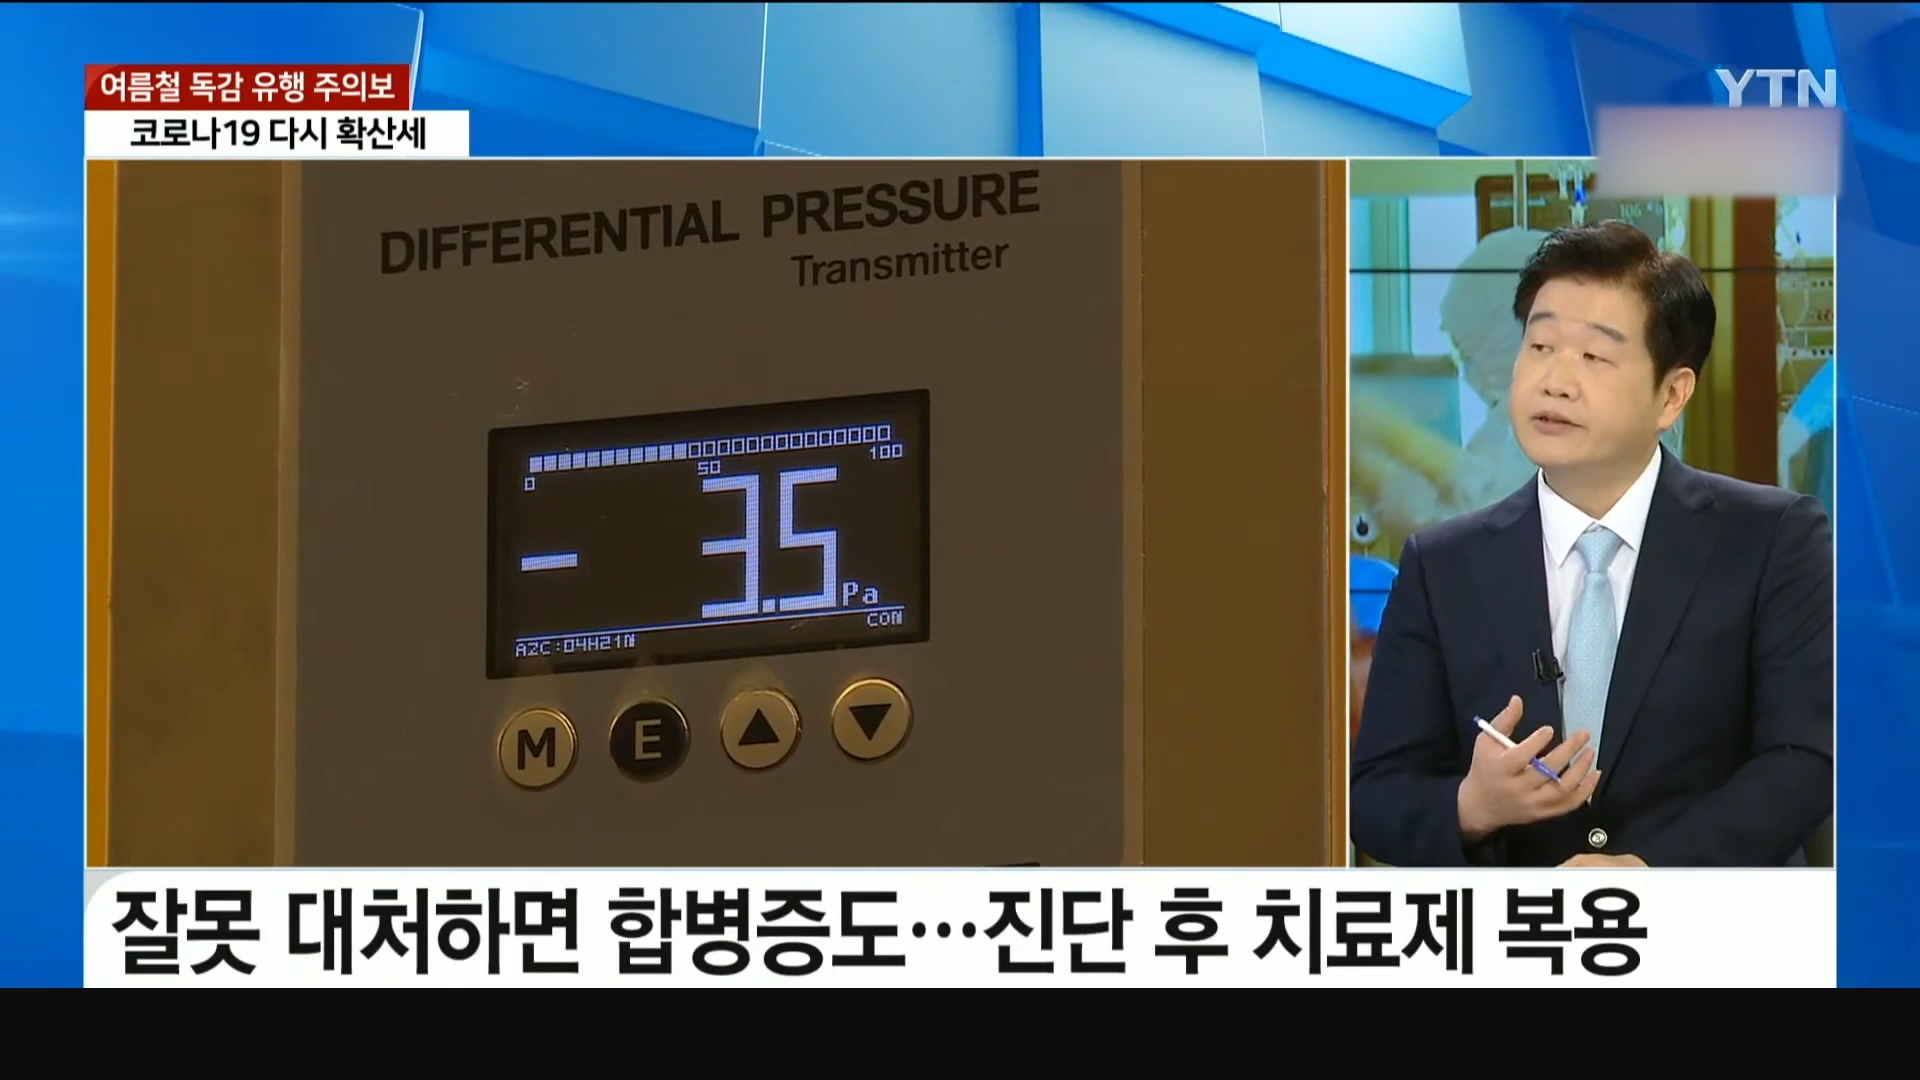 여름철 독감 유행 주의보
코로나19 다시 확산세
YTN
DIFFERENTIAL PRESSURE
Transmitter
0
50
100
- 3.5 Pa
CON
AZC:04H21M
M E
잘못 대처하면 합병증도…진단 후 치료제 복용